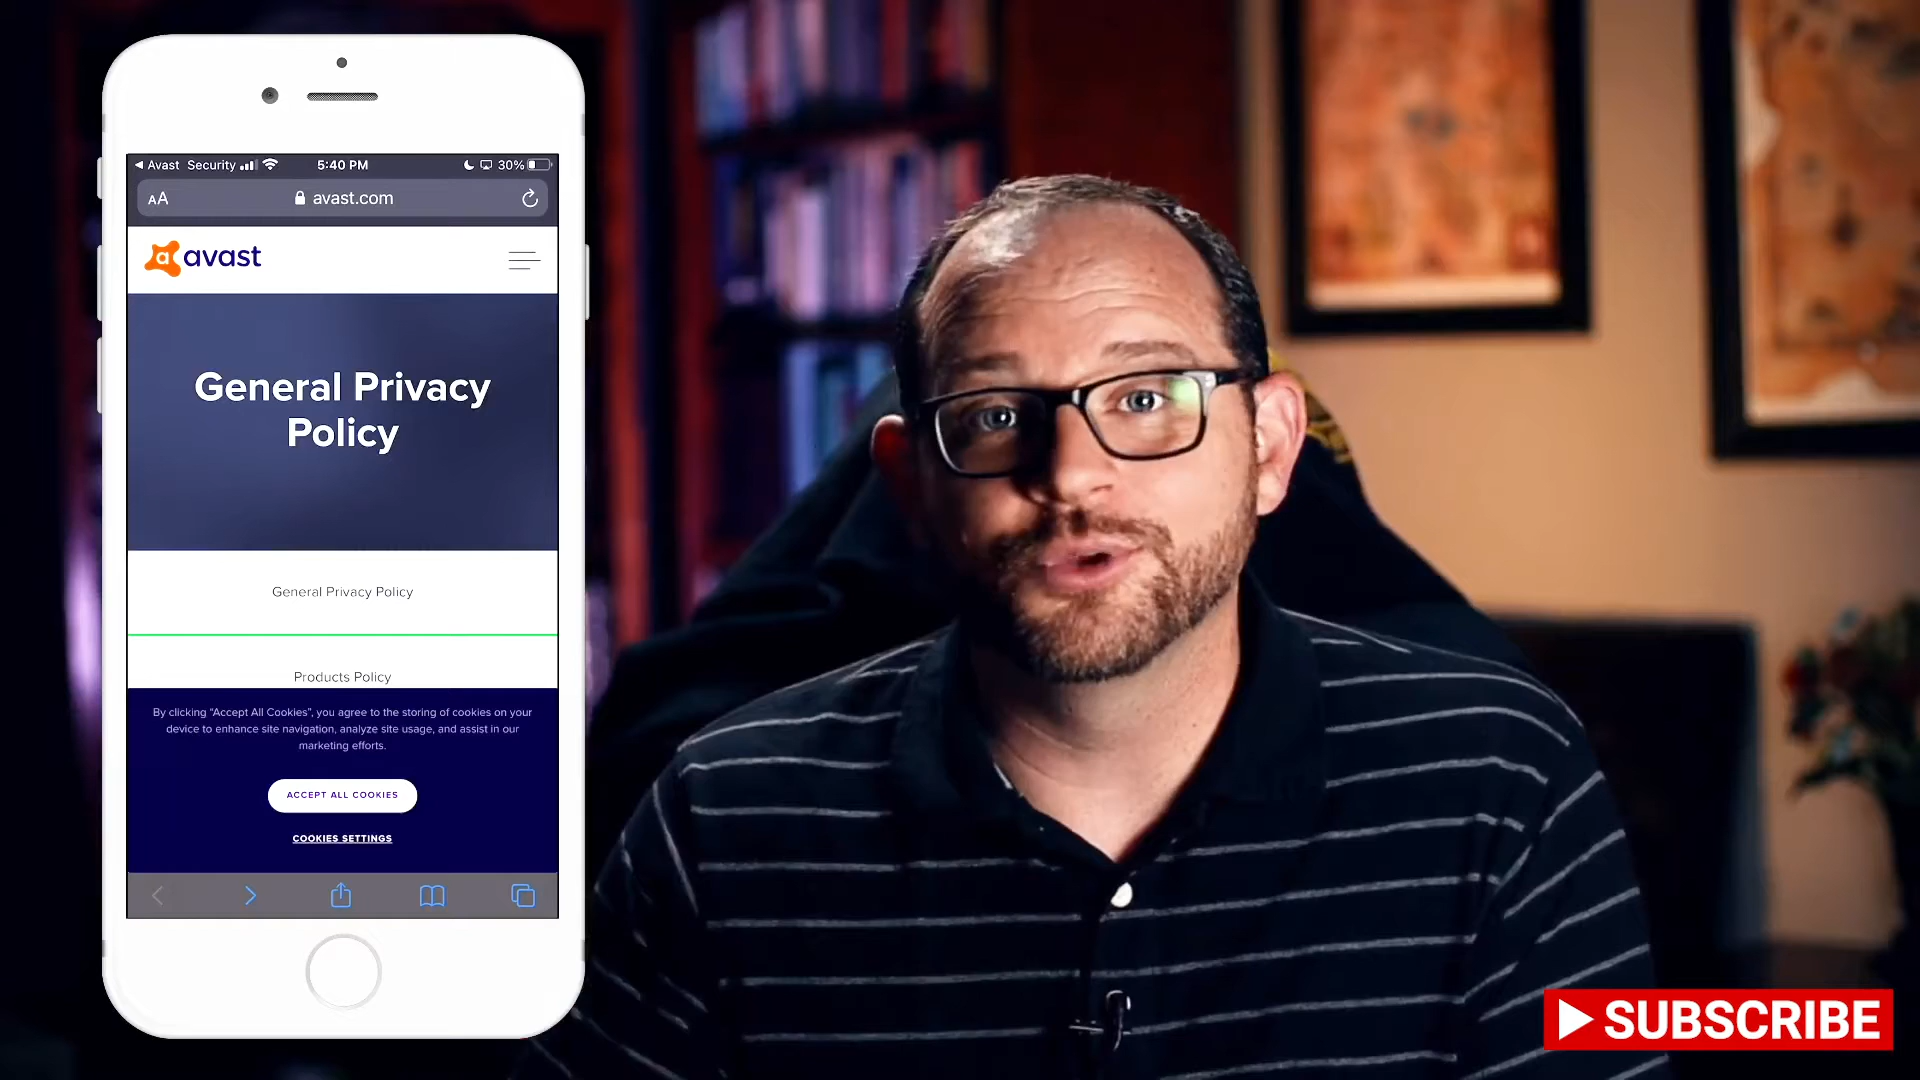 Avast Security
5:40 PM
30%
AA
avast.com
avast
General Privacy
Policy
General Privacy Policy
Products Policy
By clicking “Accept All Cookies”, you agree to the storing of cookies on your
device to enhance site navigation, analyze site usage, and assist in our
marketing efforts.
ACCEPT ALL COOKIES
COOKIES SETTINGS
SUBSCRIBE